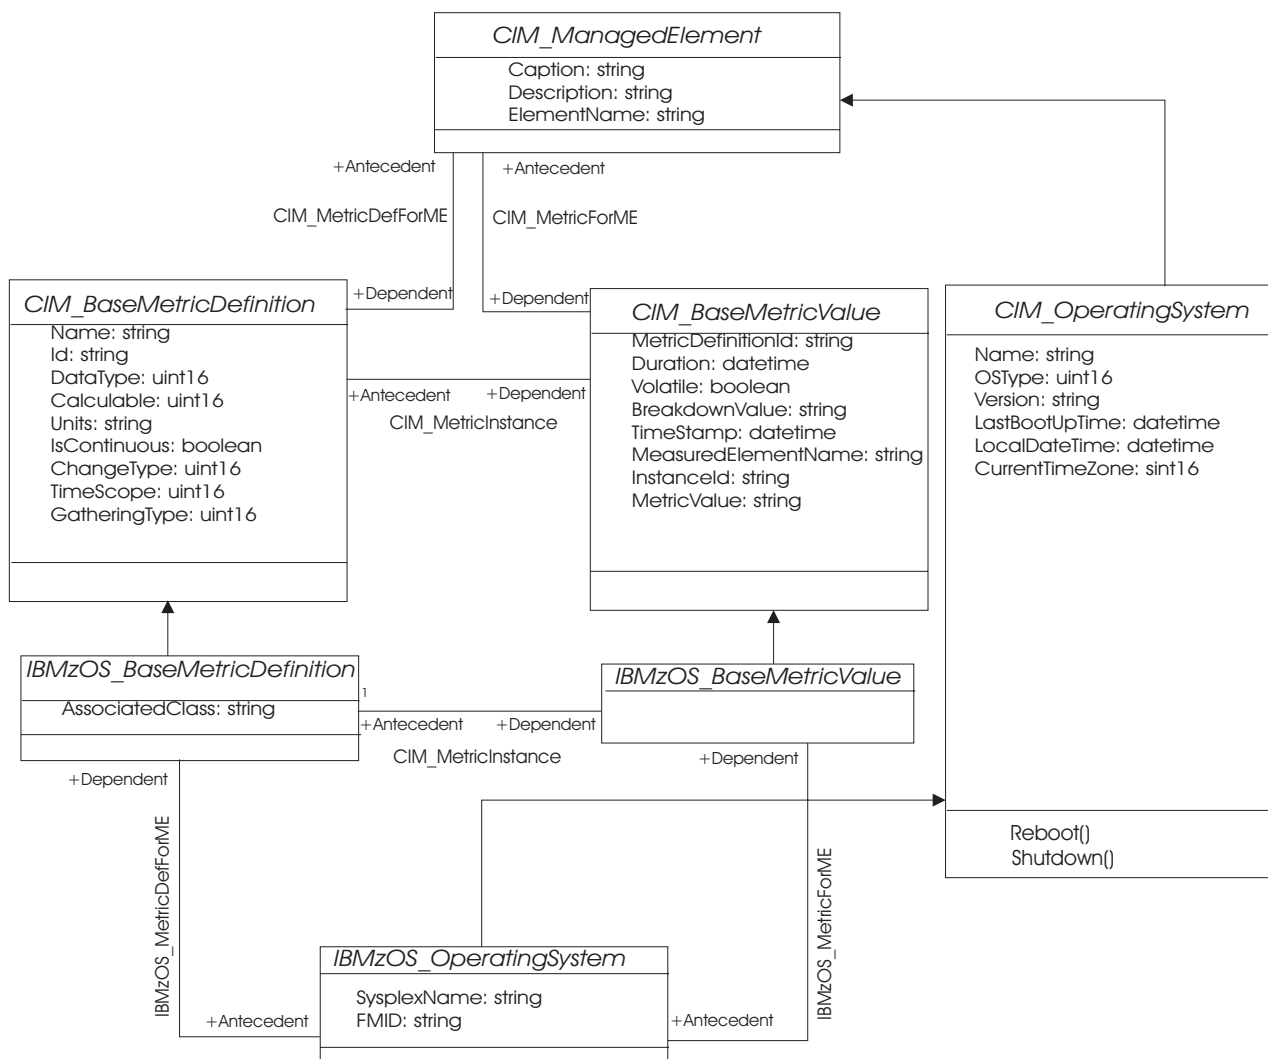 CIM_ManagedElement
Caption: string
Description: string
ElementName: string
+Antecedent
+Antecedent
CIM_MetricDefForME
CIM_MetricForME
+Dependent
+Dependent
CIM_BaseMetricDefinition
Name: string
Id: string
DataType: uint16
Calculable: uint16
Units: string
IsContinuous: boolean
ChangeType: uint16
TimeScope: uint16
GatheringType: uint16
+Antecedent
+Dependent
CIM_MetricInstance
CIM_BaseMetricValue
MetricDefinitionId: string
Duration: datetime
Volatile: boolean
BreakdownValue: string
TimeStamp: datetime
MeasuredElementName: string
InstanceId: string
MetricValue: string
CIM_OperatingSystem
Name: string
OSType: uint16
Version: string
LastBootUpTime: datetime
LocalDateTime: datetime
CurrentTimeZone: sint16
Reboot()
Shutdown()
IBMzOS_BaseMetricDefinition
AssociatedClass: string
1
+Antecedent
+Dependent
CIM_MetricInstance
IBMzOS_BaseMetricValue
+Dependent
+Dependent
IBMzOS_MetricDefForME
IBMzOS_MetricForME
IBMzOS_OperatingSystem
SysplexName: string
FMID: string
+Antecedent
+Antecedent